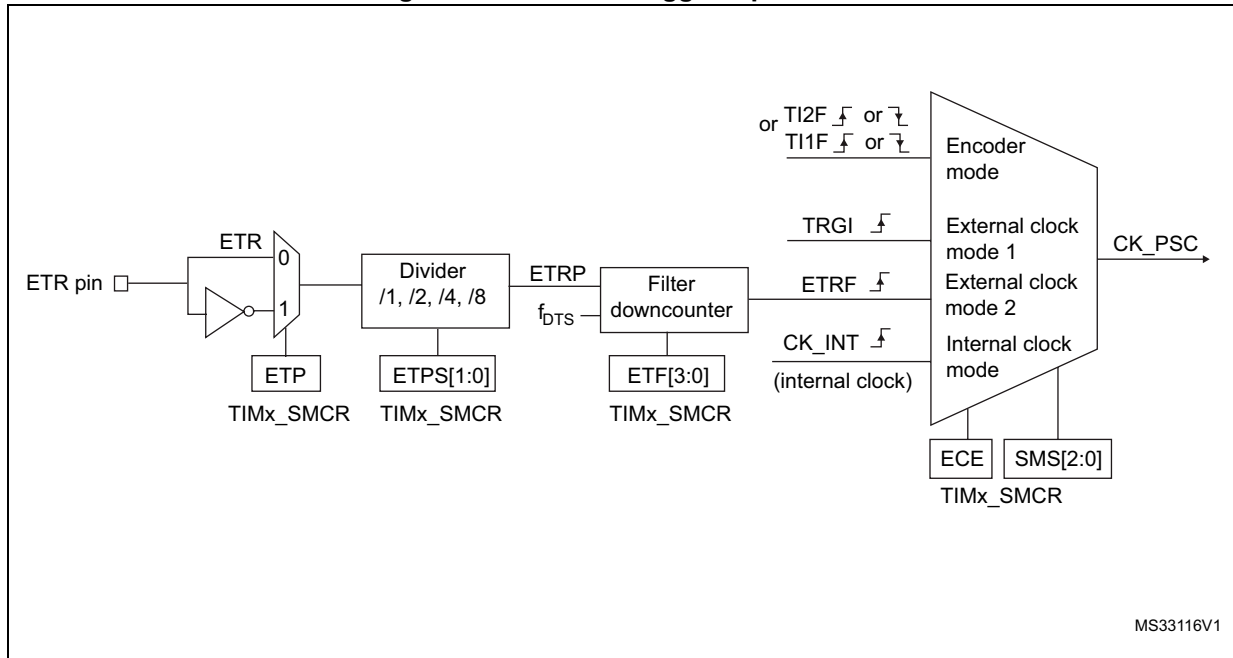 or TI2F or
TI1F or
Encoder
mode
TRGI
External clock
mode 1
CK_PSC
ETR
0
ETR pin
1
Divider
/1, /2, /4, /8
ETRP
fDTS
Filter
downcounter
ETRF
External clock
mode 2
CK_INT
(internal clock)
Internal clock
mode
ETP
TIMx_SMCR
ETPS[1:0]
TIMx_SMCR
ETF[3:0]
TIMx_SMCR
ECE
SMS[2:0]
TIMx_SMCR
MS33116V1